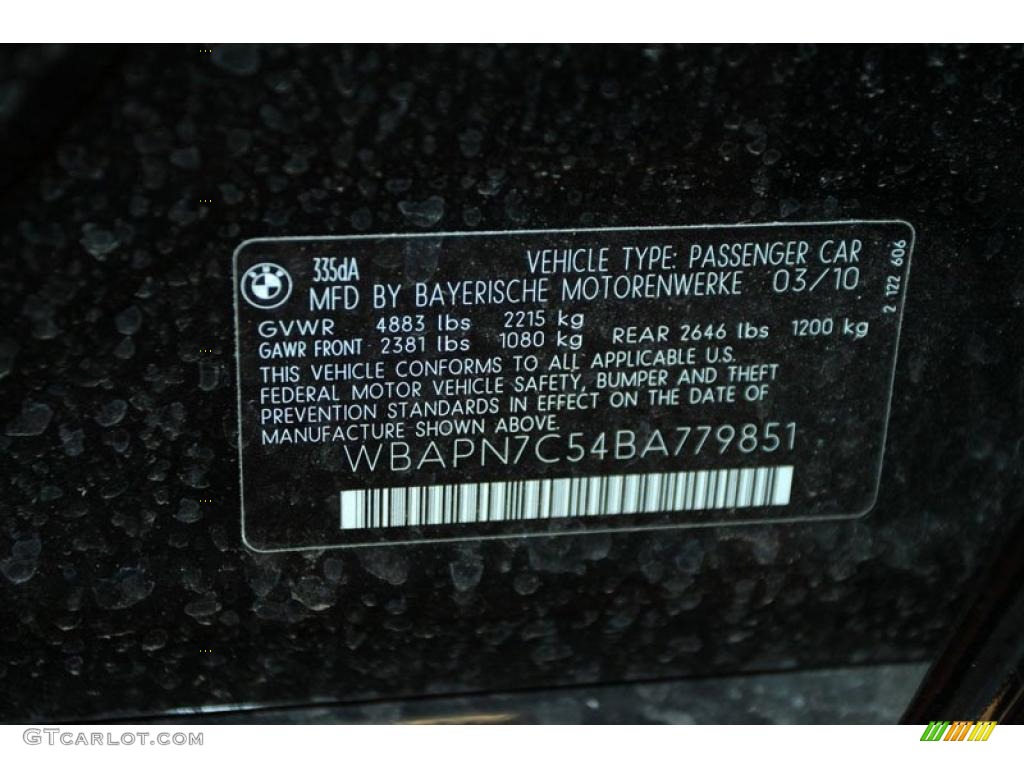 335dA VEHICLE TYPE: PASSENGER CAR
MFD BY BAYERISCHE MOTORENWERKE 03/10
2 122 606
GVWR 4883 lbs 2215 kg
GAWR FRONT 2381 lbs 1080 kg REAR 2646 lbs 1200 kg
THIS VEHICLE CONFORMS TO ALL APPLICABLE U.S.
FEDERAL MOTOR VEHICLE SAFETY, BUMPER AND THEFT
PREVENTION STANDARDS IN EFFECT ON THE DATE OF
MANUFACTURE SHOWN ABOVE.
WBAPN7C54BA779851
GTCARLOT.COM